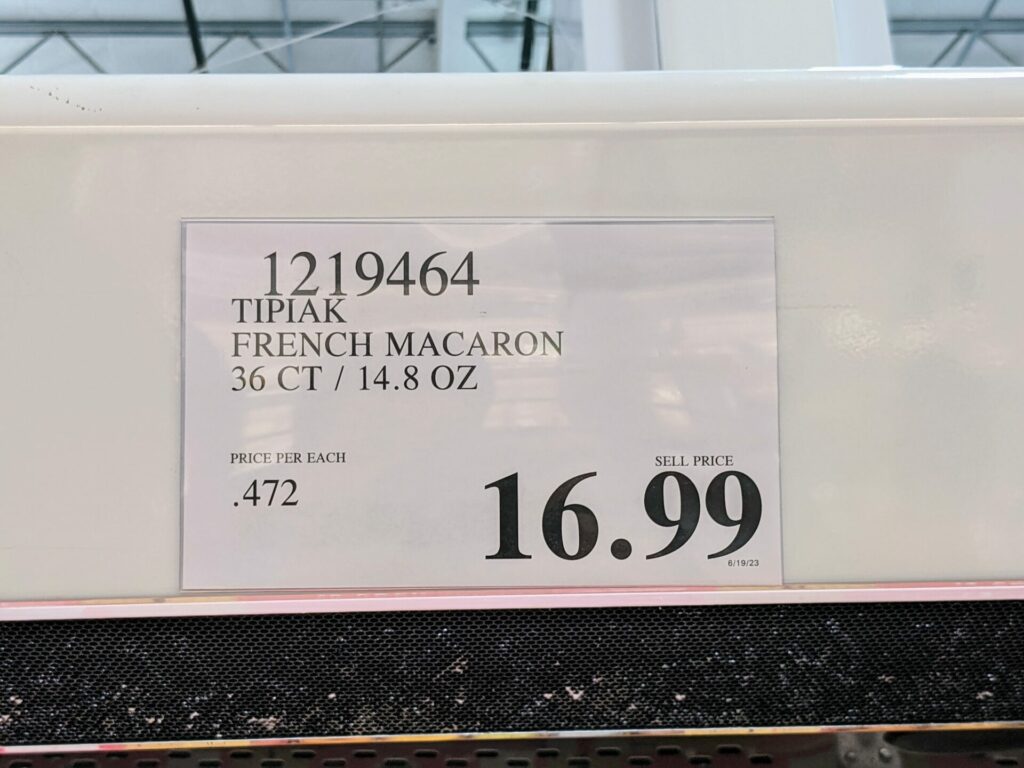 1219464
TIPIAK
FRENCH MACARON
36 CT / 14.8 OZ
PRICE PER EACH
.472
SELL PRICE
16.99
6/19/23